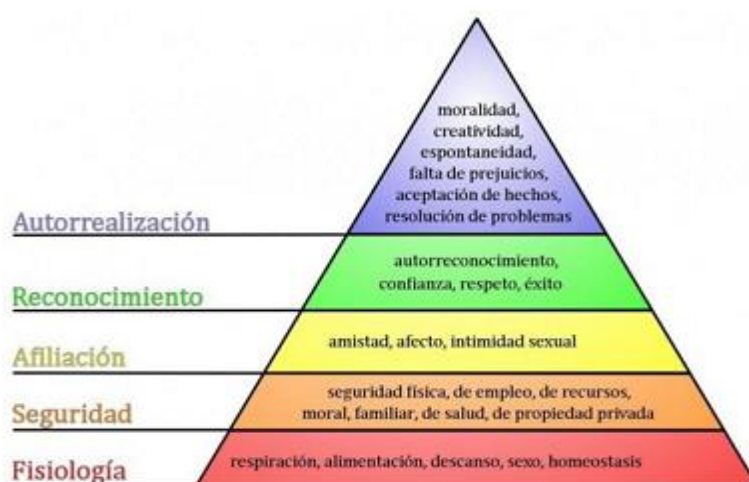 moralidad,
creatividad,
espontaneidad,
falta de prejuicios,
aceptación de hechos,
resolución de problemas
Autorrealización
autorreconocimiento,
confianza, respeto, éxito
Reconocimiento
amistad, afecto, intimidad sexual
Afiliación
seguridad física, de empleo, de recursos,
moral, familiar, de salud, de propiedad privada
Seguridad
respiración, alimentación, descanso, sexo, homeostasis
Fisiología